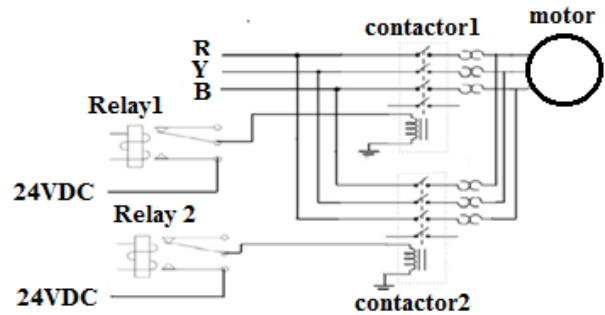 motor
contactor1
R
Y
B
Relay1
24VDC
Relay 2
24VDC
contactor2